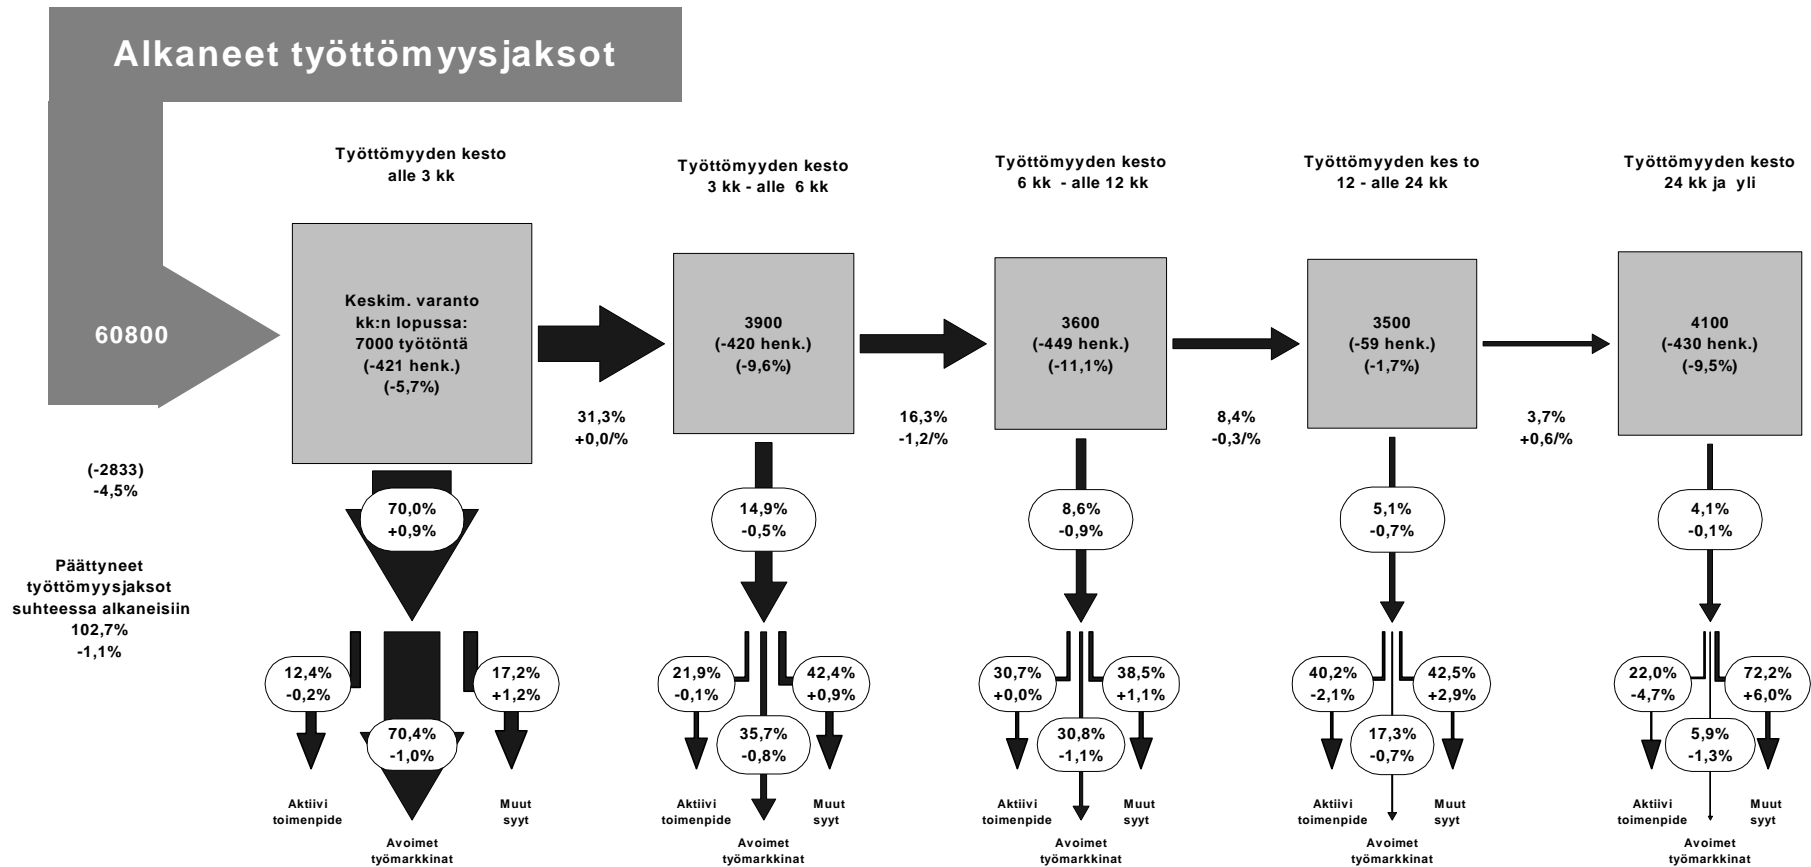 Alkaneet työttömyysjaksot
60800
(-2833)
-4,5%
Päättyneet
työttömyysjaksot
suhteessa alkaneisiin
102,7%
-1,1%
Työttömyyden kesto
alle 3 kk
Keskim. varanto
kk:n lopussa:
7000 työtöntä
(-421 henk.)
(-5,7%)
31,3%
+0,0/%
70,0%
+0,9%
12,4%
-0,2%
17,2%
+1,2%
70,4%
-1,0%
Aktiivi
toimenpide
Muut
syyt
Avoimet
työmarkkinat
Työttömyyden kesto
3 kk - alle 6 kk
3900
(-420 henk.)
(-9,6%)
16,3%
-1,2/%
14,9%
-0,5%
21,9%
-0,1%
42,4%
+0,9%
35,7%
-0,8%
Aktiivi
toimenpide
Muut
syyt
Avoimet
työmarkkinat
Työttömyyden kesto
6 kk - alle 12 kk
3600
(-449 henk.)
(-11,1%)
8,4%
-0,3/%
8,6%
-0,9%
30,7%
+0,0%
38,5%
+1,1%
30,8%
-1,1%
Aktiivi
toimenpide
Muut
syyt
Avoimet
työmarkkinat
Työttömyyden kes to
12 - alle 24 kk
3500
(-59 henk.)
(-1,7%)
3,7%
+0,6/%
5,1%
-0,7%
40,2%
-2,1%
42,5%
+2,9%
17,3%
-0,7%
Aktiivi
toimenpide
Muut
syyt
Avoimet
työmarkkinat
Työttömyyden kesto
24 kk ja yli
4100
(-430 henk.)
(-9,5%)
4,1%
-0,1%
22,0%
-4,7%
72,2%
+6,0%
5,9%
-1,3%
Aktiivi
toimenpide
Muut
syyt
Avoimet
työmarkkinat